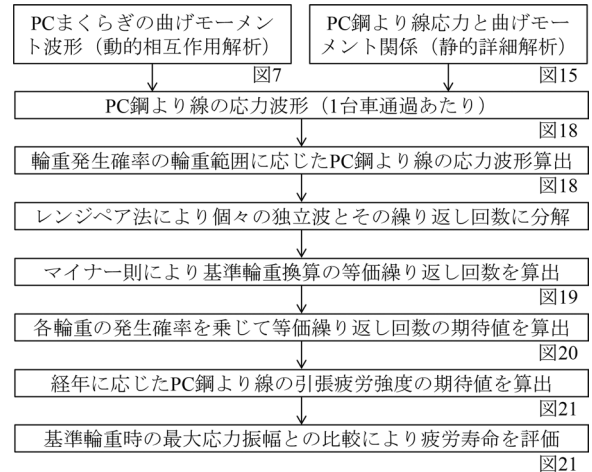 PCまくらぎの曲げモーメン
ト波形（動的相互作用解析）
図7
PC鋼より線応力と曲げモ
ーメント関係（静的詳細解析）
図15
PC鋼より線の応力波形（1台車通過あたり）
図18
輪重発生確率の輪重範囲に応じたPC鋼より線の応力波形算出
図18
レンジペア法により個々の独立波とその繰り返し回数に分解
マイナー則により基準輪重換算の等価繰り返し回数を算出
図19
各輪重の発生確率を乗じて等価繰り返し回数の期待値を算出
図20
経年に応じたPC鋼より線の引張疲労強度の期待値を算出
図21
基準輪重時の最大応力振幅との比較により疲労寿命を評価
図21